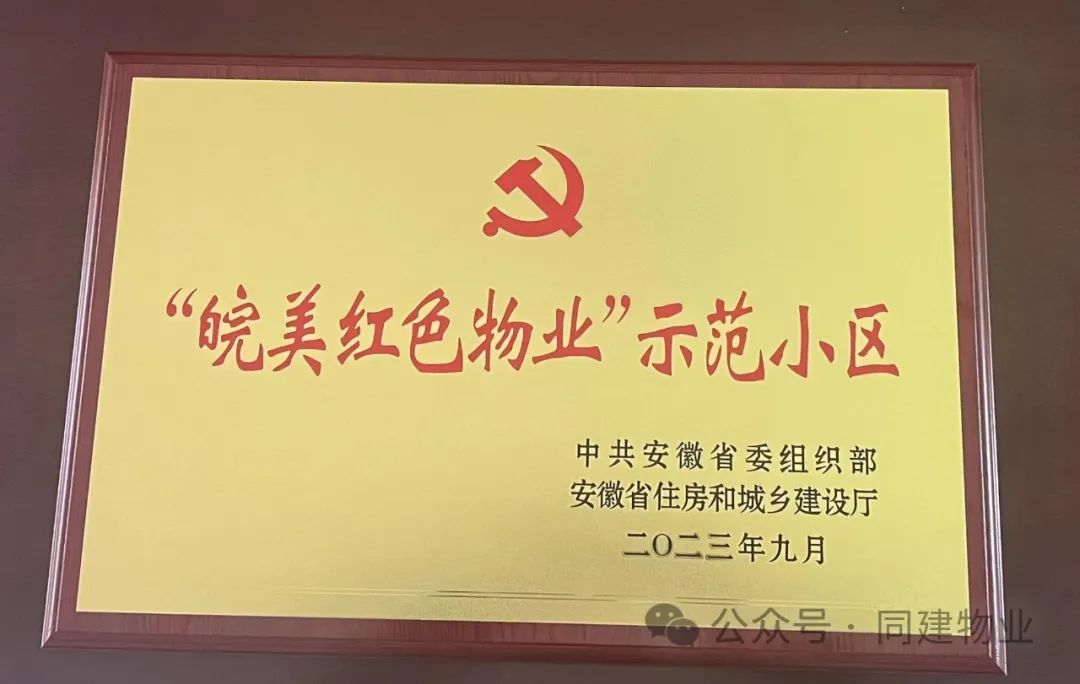 “皖美红色物业”示范小区
中共安徽省委组织部
安徽省住房和城乡建设厅
二〇二三年九月
公众号·同建物业